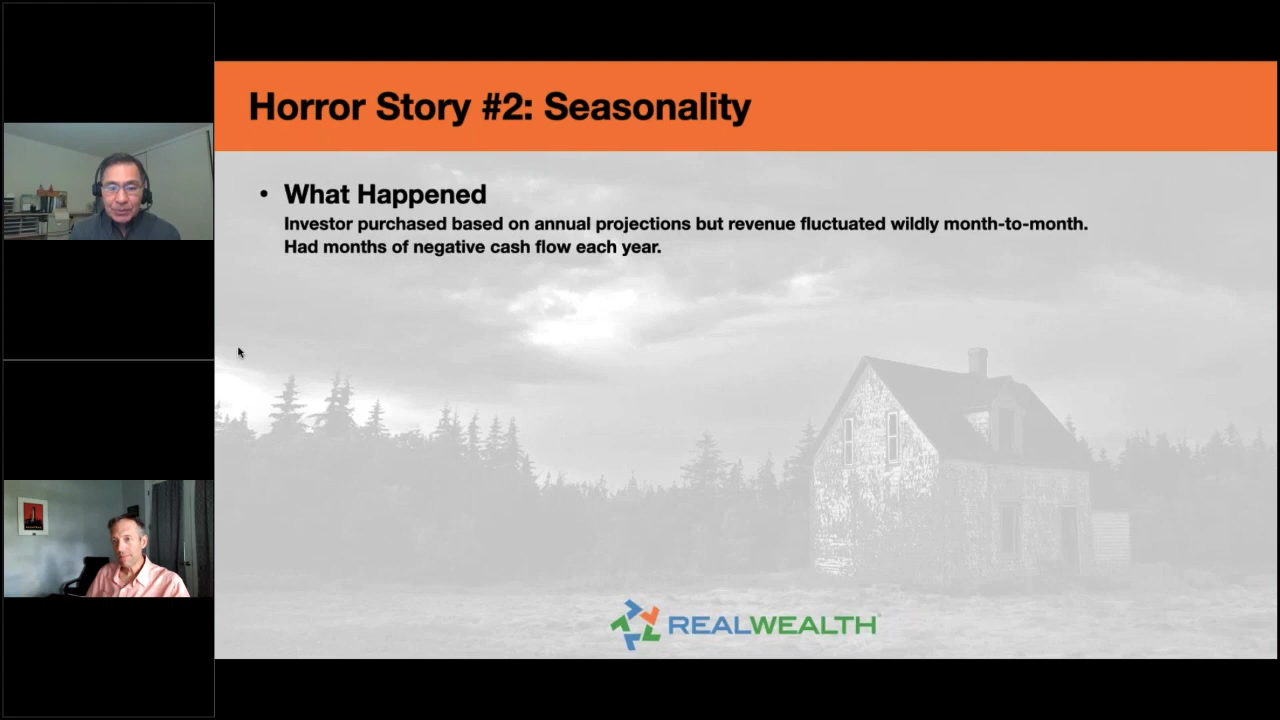 Horror Story #2: Seasonality
• What Happened
Investor purchased based on annual projections but revenue fluctuated wildly month-to-month.
Had months of negative cash flow each year.
REALWEALTH